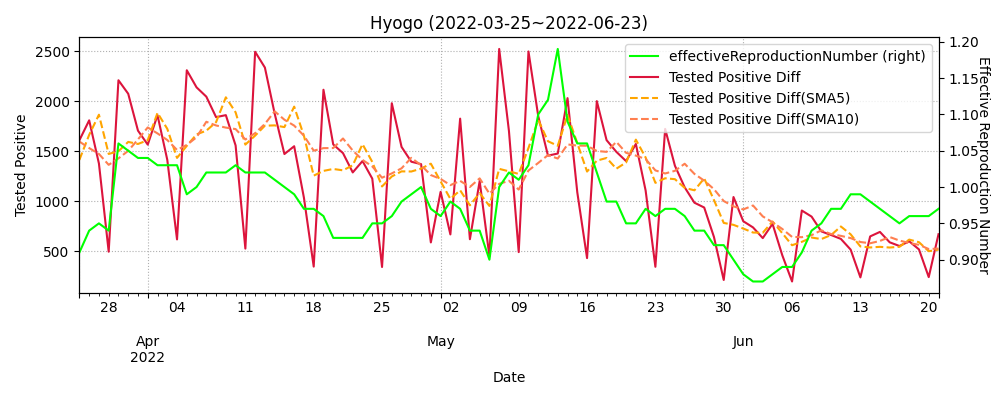 Hyogo (2022-03-25~2022-06-23)
effectiveReproductionNumber (right)
Tested Positive Diff
Tested Positive Diff(SMA5)
Tested Positive Diff(SMA10)
Tested Positive
2500
2000
1500
1000
500
Effective Reproduction Number
1.20
1.15
1.10
1.05
1.00
0.95
0.90
28 04 11 18 25 02 09 16 23 30 06 13 20
Apr May Jun
2022
Date